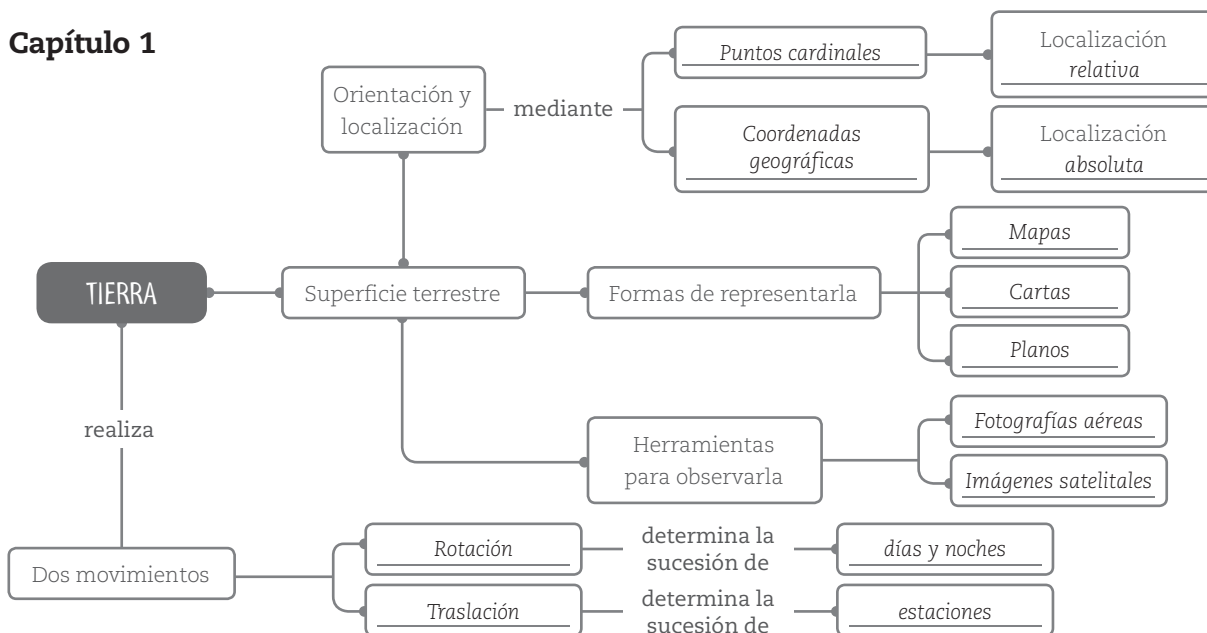 Capítulo 1
Orientación y
localización
mediante
Puntos cardinales
Localización
relativa
Coordenadas
geográficas
Localización
absoluta
TIERRA
Superficie terrestre
Formas de representarla
Mapas
Cartas
Planos
Herramientas
para observarla
Fotografías aéreas
Imágenes satelitales
realiza
Dos movimientos
Rotación
determina la
sucesión de
días y noches
Traslación
determina la
sucesión de
estaciones